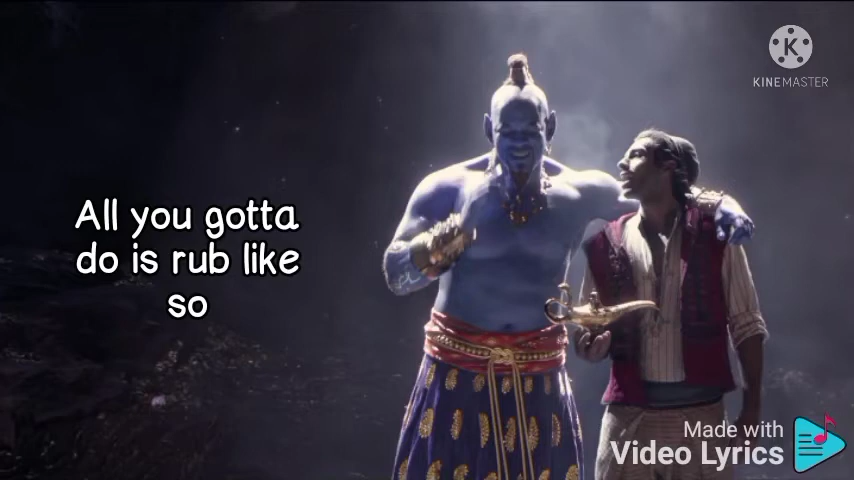 KINEMASTER
All you gotta
do is rub like
so
Made with
Video Lyrics